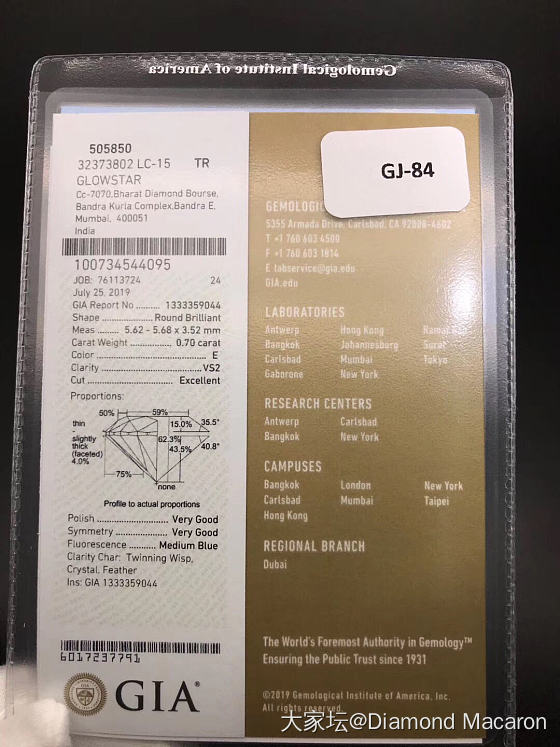 Gemological Institute of America
505850
32373802 LC-15 TR
GLOWSTAR
Cc-7070,Bharat Diamond Bourse,
Bandra Kurla Complex,Bandra E,
Mumbai, 400051
India
100734544095
JOB: 76113724 24
July 25, 2019
GIA Report No ......... 1333359044
Shape ................ Round Brilliant
Meas ..... 5.62 - 5.68 x 3.52 mm
Carat Weight ............. 0.70 carat
Color ..................................... E
Clarity ................................ VS2
Cut ............................. Excellent
Proportions:
50% 59%
thin
-
slightly
thick
(faceted)
4.0%
15.0% 35.5°
62.3%
43.5% 40.8°
75%
none
Profile to actual proportions
Polish ...................... Very Good
Symmetry ................ Very Good
Fluorescence ......... Medium Blue
Clarity Char: Twinning Wisp,
Crystal, Feather
Ins: GIA 1333359044
6017237791
GIA®
GJ-84
5355 Armada Drive, Carlsbad, CA 92008-4602
T +1 760 603 4500
F +1 760 603 1814
E labservice@gia.edu
GIA.edu
LABORATORIES
Antwerp Hong Kong
Bangkok Johannesburg Surat
Carlsbad Mumbai Tokyo
Gaborone New York
RESEARCH CENTERS
Antwerp Carlsbad
Bangkok New York
CAMPUSES
Bangkok London New York
Carlsbad Mumbai Taipei
Hong Kong
REGIONAL BRANCH
Dubai
The World's Foremost Authority in Gemology™
Ensuring the Public Trust since 1931
©2019 Gemological Institute of America, Inc.
All rights reserved.
大家坛@Diamond Macaron